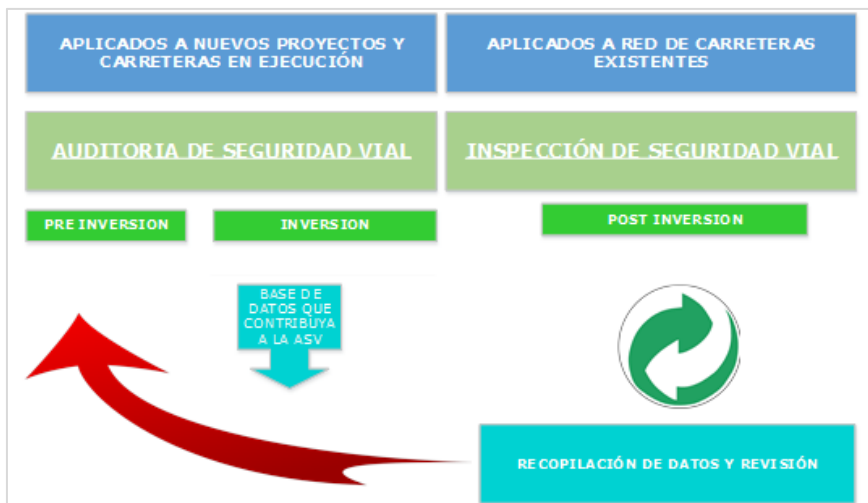 APLICADOS A NUEVOS PROYECTOS Y
CARRETERAS EN EJECUCIÓN
APLICADOS A RED DE CARRETERAS
EXISTENTES
AUDITORIA DE SEGURIDAD VIAL
INSPECCIÓN DE SEGURIDAD VIAL
PRE INVERSION
INVERSION
POST INVERSION
BASE DE
DATOS QUE
CONTRIBUYA
A LA ASV
RECOPILACIÓN DE DATOS Y REVISIÓN